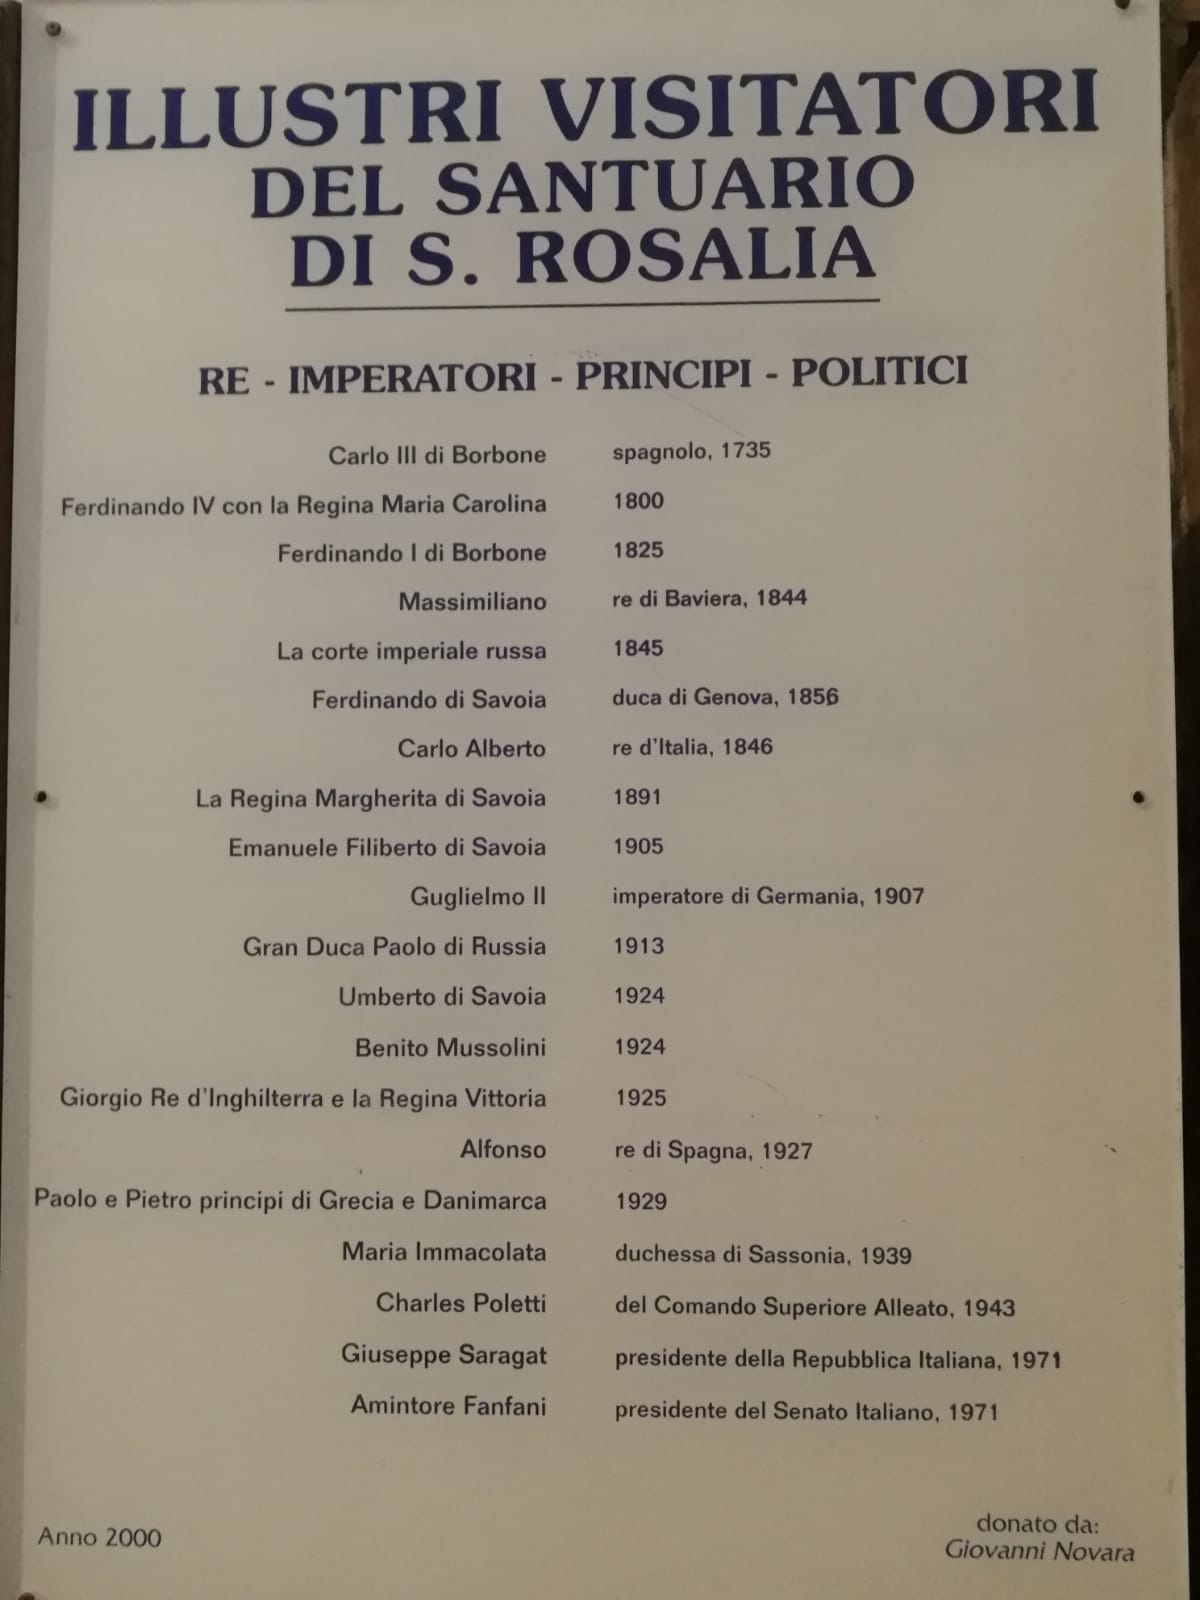 ILLUSTRI VISITATORI
DEL SANTUARIO
DI S. ROSALIA
RE - IMPERATORI - PRINCIPI - POLITICI
Carlo III di Borbone spagnolo, 1735
Ferdinando IV con la Regina Maria Carolina 1800
Ferdinando I di Borbone 1825
Massimiliano re di Baviera, 1844
La corte imperiale russa 1845
Ferdinando di Savoia duca di Genova, 1856
Carlo Alberto re d'Italia, 1846
La Regina Margherita di Savoia 1891
Emanuele Filiberto di Savoia 1905
Guglielmo II imperatore di Germania, 1907
Gran Duca Paolo di Russia 1913
Umberto di Savoia 1924
Benito Mussolini 1924
Giorgio Re d'Inghilterra e la Regina Vittoria 1925
Alfonso re di Spagna, 1927
Paolo e Pietro principi di Grecia e Danimarca 1929
Maria Immacolata duchessa di Sassonia, 1939
Charles Poletti del Comando Superiore Alleato, 1943
Giuseppe Saragat presidente della Repubblica Italiana, 1971
Amintore Fanfani presidente del Senato Italiano, 1971
Anno 2000
donato da:
Giovanni Novara